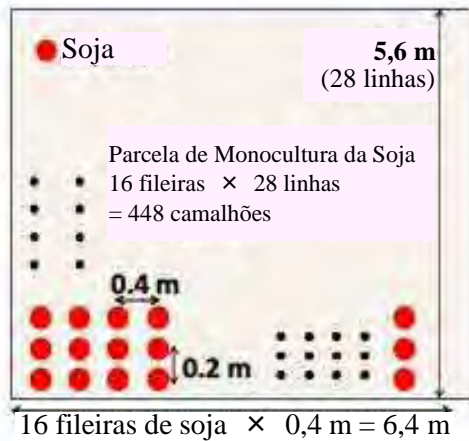 Soja
5,6 m
(28 linhas)
Parcela de Monocultura da Soja
16 fileiras × 28 linhas
= 448 camalhões
0.4 m
0.2 m
16 fileiras de soja × 0,4 m = 6,4 m